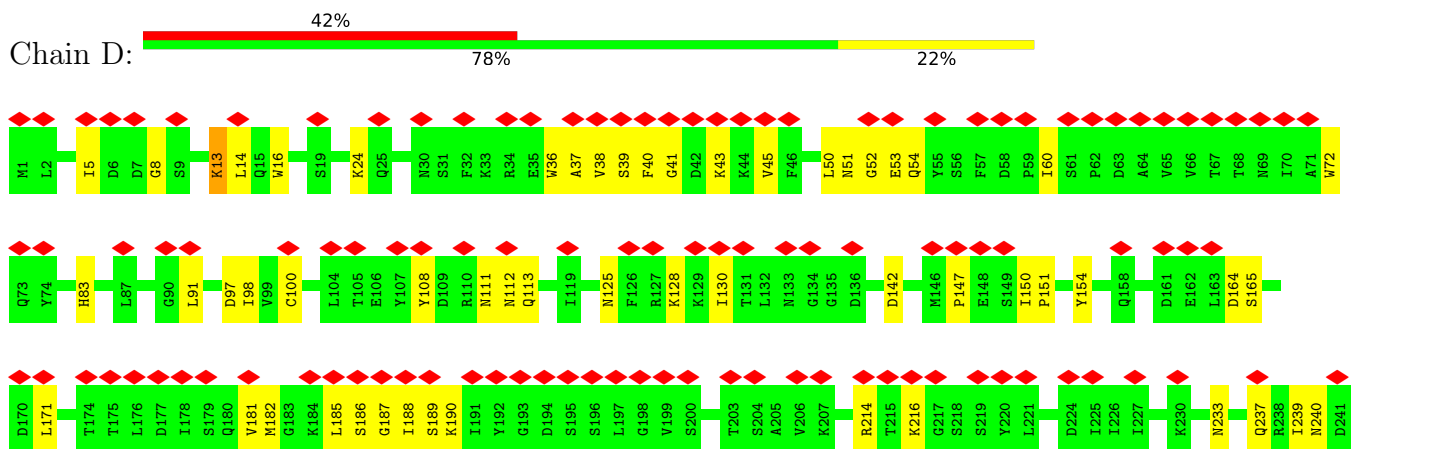 42%
Chain D:
78% 22%
M1 L2 I5 D6 D7 G8 S9 K13 L14 Q15 W16 S19 K24 Q25 N30 S31 F32 K33 R34 E35 W36 A37 V38 S39 F40 G41 D42 K43 K44 V45 F46 L50 N51 G52 E53 Q54 Y55 S56 F57 D58 P59 I60 S61 P62 D63 A64 V65 V66 T67 T68 N69 I70 A71 W72
Q73 Y74 H83 L87 G90 L91 D97 I98 V99 C100 L104 T105 E106 Y107 Y108 D109 R110 N111 N112 Q113 I119 N125 F126 R127 K128 K129 I130 T131 L132 N133 G134 G135 D136 D142 M146 P147 E148 S149 I150 P151 Y154 Q158 D161 E162 L163 D164 S165
D170 L171 T174 T175 L176 D177 I178 S179 Q180 V181 M182 G183 K184 L185 S186 G187 I188 S189 K190 I191 Y192 G193 D194 S195 S196 L197 G198 V199 S200 T203 S204 A205 V206 K207 R214 T215 K216 G217 S218 S219 Y220 L221 D224 I225 I226 I227 K230 N233 Q237 R238 I239 N240 D241